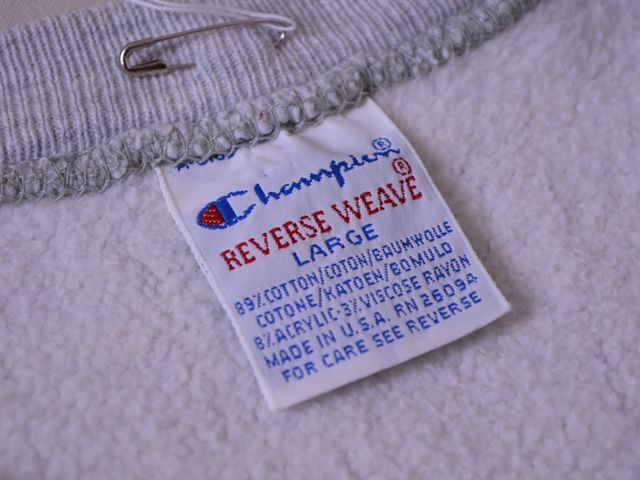 Champion®
REVERSE WEAVE®
LARGE
89%COTTON/COTON/BAUMWOLLE
COTONE/KATOEN/BOMULD
8%ACRYLIC-3%VISCOSE RAYON
MADE IN U.S.A. RN 26094
FOR CARE SEE REVERSE